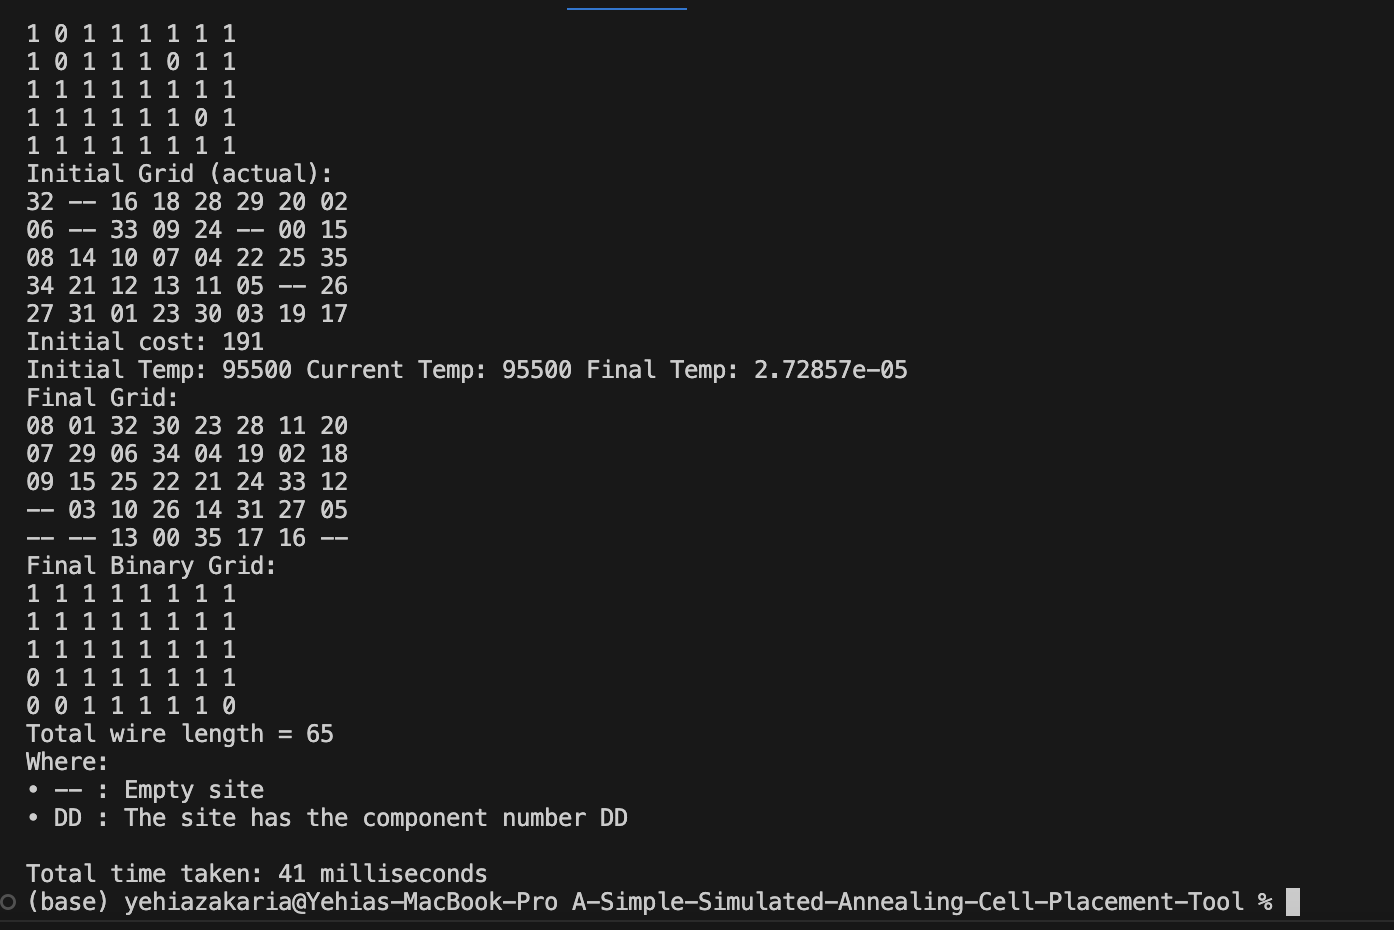 1 0 1 1 1 1 1 1
1 0 1 1 1 0 1 1
1 1 1 1 1 1 1 1
1 1 1 1 1 1 0 1
1 1 1 1 1 1 1 1
Initial Grid (actual):
32 -- 16 18 28 29 20 02
06 -- 33 09 24 -- 00 15
08 14 10 07 04 22 25 35
34 21 12 13 11 05 -- 26
27 31 01 23 30 03 19 17
Initial cost: 191
Initial Temp: 95500 Current Temp: 95500 Final Temp: 2.72857e-05
Final Grid:
08 01 32 30 23 28 11 20
07 29 06 34 04 19 02 18
09 15 25 22 21 24 33 12
-- 03 10 26 14 31 27 05
-- -- 13 00 35 17 16 --
Final Binary Grid:
1 1 1 1 1 1 1 1
1 1 1 1 1 1 1 1
1 1 1 1 1 1 1 1
0 1 1 1 1 1 1 1
0 0 1 1 1 1 1 0
Total wire length = 65
Where:
• -- : Empty site
• DD : The site has the component number DD
Total time taken: 41 milliseconds
(base) yehiazakaria@Yehias-MacBook-Pro A-Simple-Simulated-Annealing-Cell-Placement-Tool %